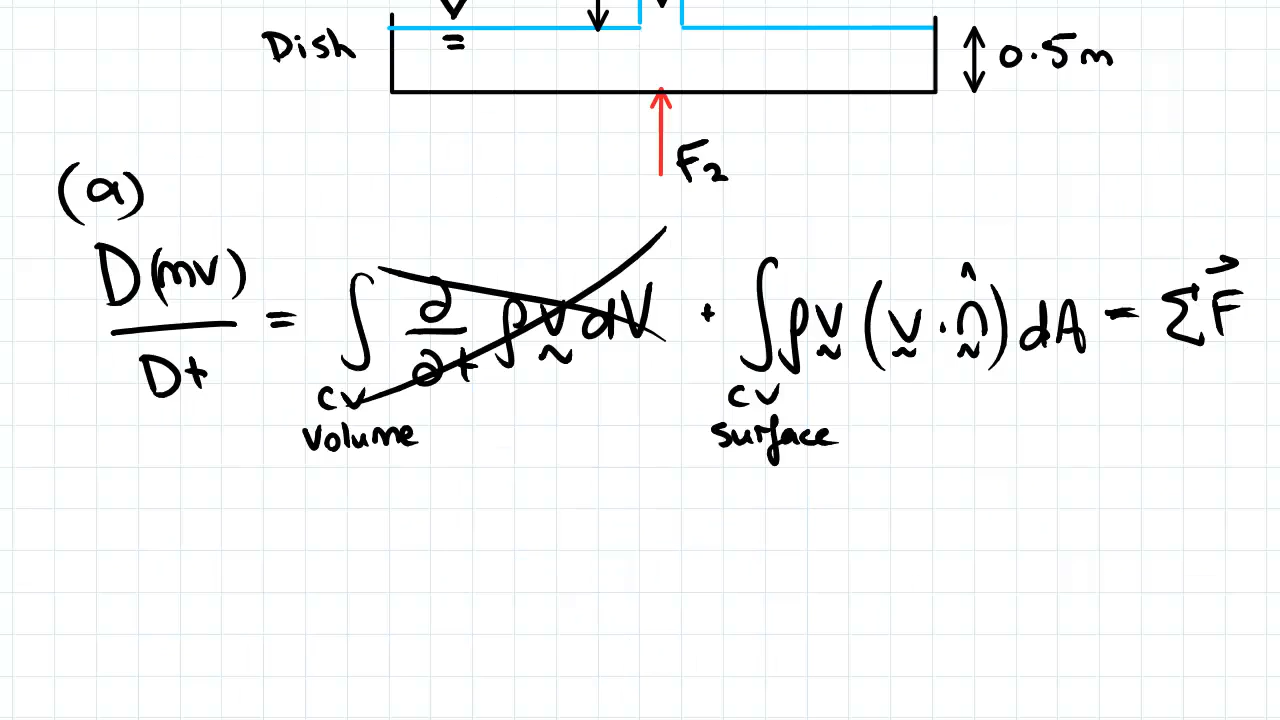 Dish
0.5m
F₂
(a)
D(mv)/Dt = ∫ ∂/∂t ρv dV + ∫ ρv (v · n̂) dA = ΣF⃗
CV CV
Volume surface